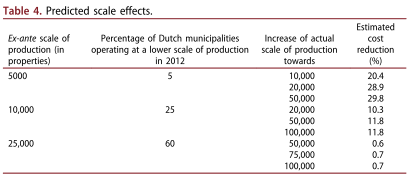 Table 4. Predicted scale effects.
Estimated
Ex-ante scale of Percentage of Dutch municipalities Increase of actual cost
production (in operating at a lower scale of production scale of production reduction
properties) in 2012 towards (%)
5000 5 10,000 20.4
20,000 28.9
50,000 29.8
10,000 25 20,000 10.3
50,000 11.8
100,000 11.8
25,000 60 50,000 0.6
75,000 0.7
100,000 0.7